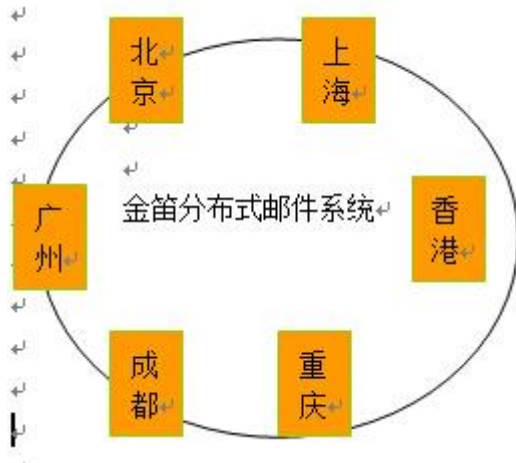 北
京
上
海
金笛分布式邮件系统
广
州
香
港
成
都
重
庆